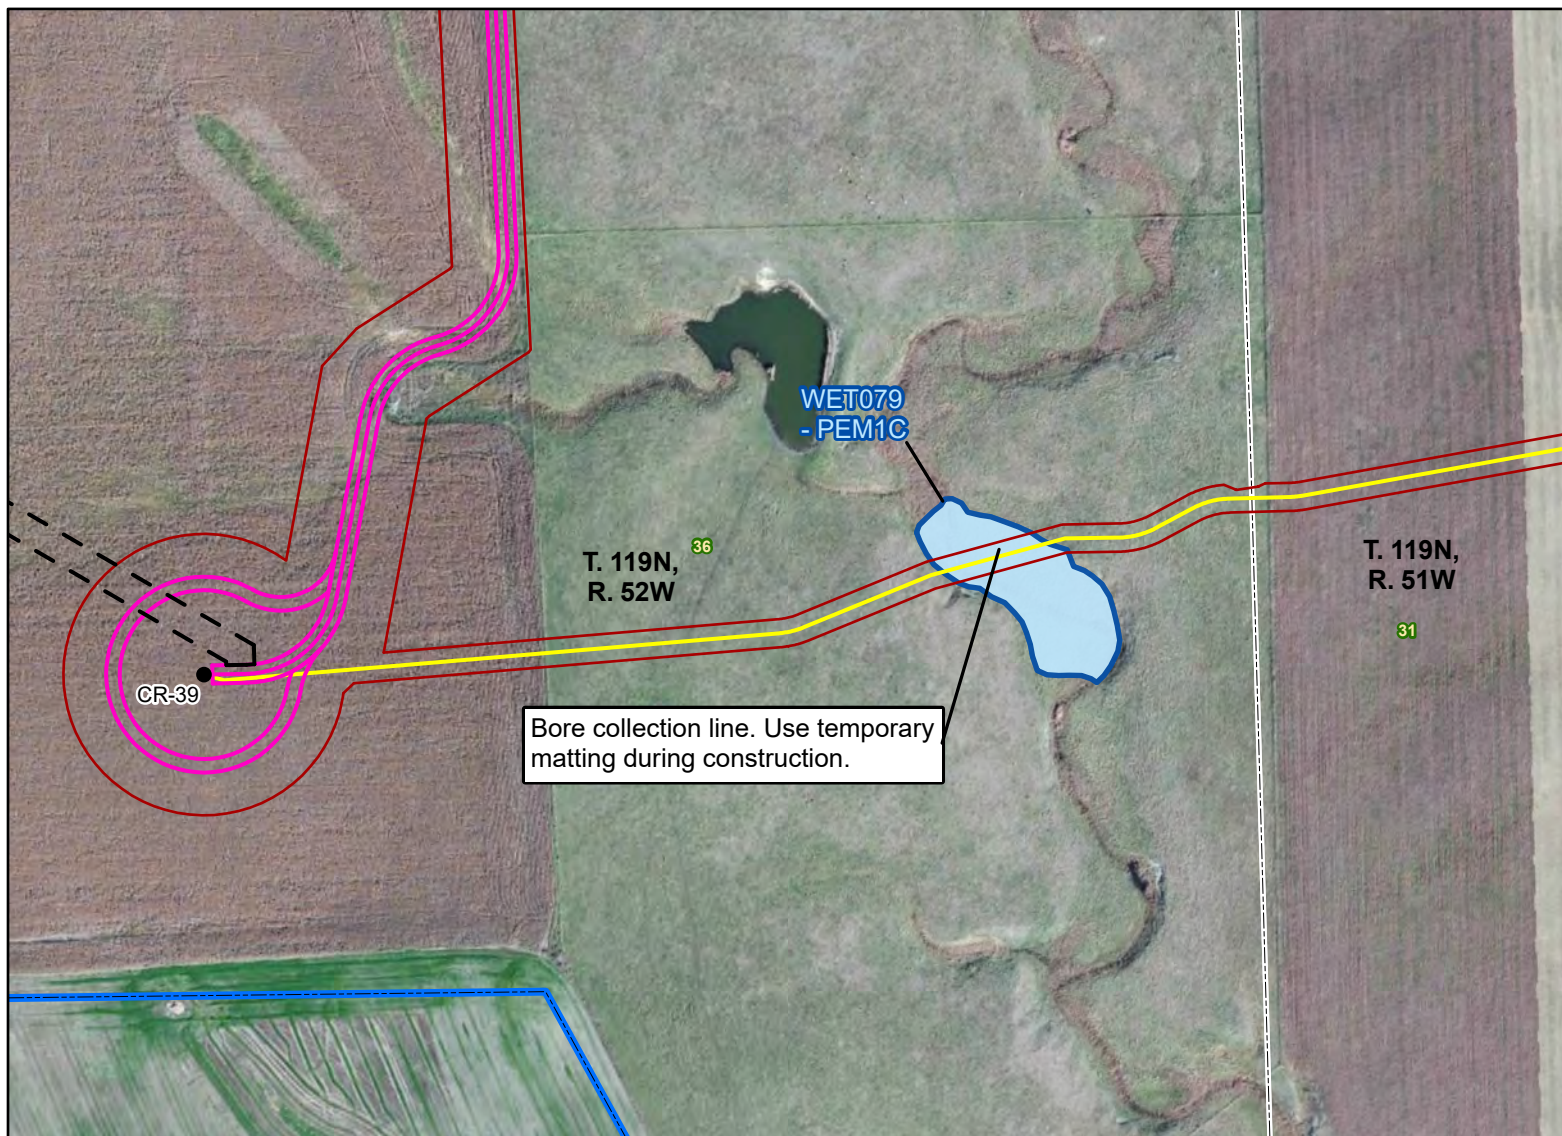 WET079
- PEM1C
T. 119N,
R. 52W
36
T. 119N,
R. 51W
31
CR-39
Bore collection line. Use temporary
matting during construction.